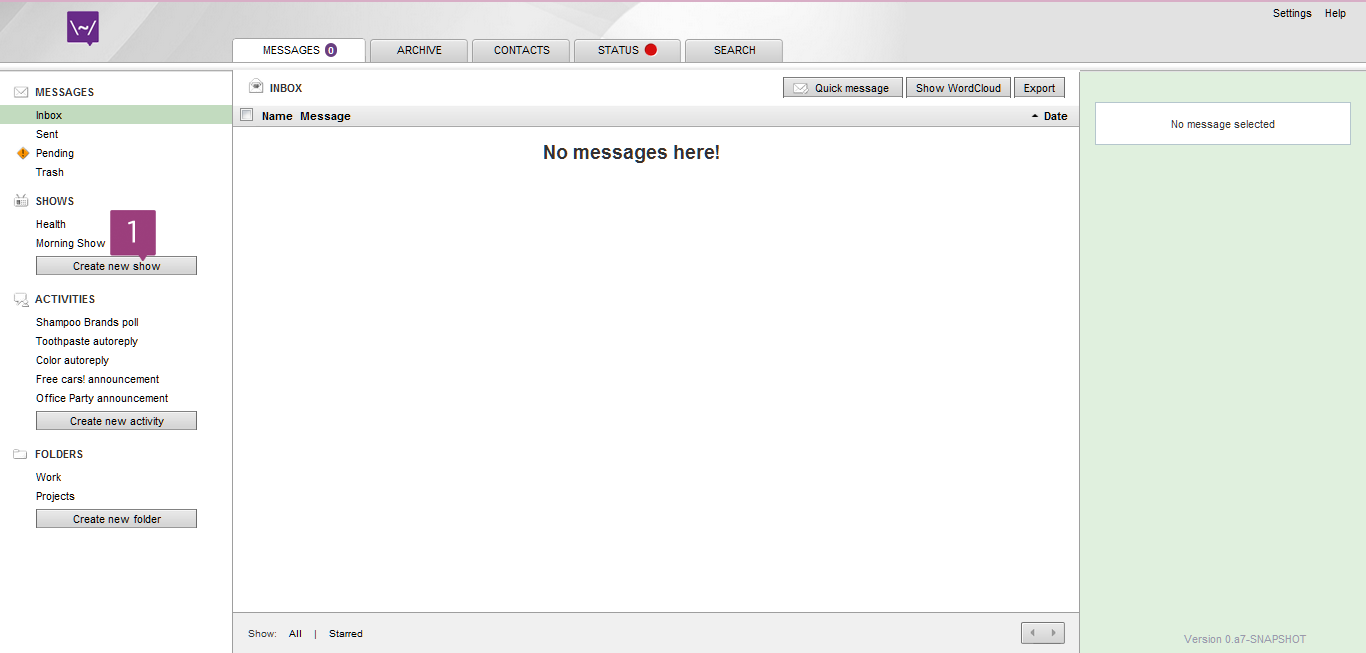 Settings Help
\~/
MESSAGES 0 ARCHIVE CONTACTS STATUS SEARCH
MESSAGES
Inbox
Sent
Pending
Trash
SHOWS
Health
Morning Show
1
Create new show
ACTIVITIES
Shampoo Brands poll
Toothpaste autoreply
Color autoreply
Free cars! announcement
Office Party announcement
Create new activity
FOLDERS
Work
Projects
Create new folder
INBOX
Quick message Show WordCloud Export
Name Message Date
No messages here!
Show: All | Starred
No message selected
Version 0.a7-SNAPSHOT